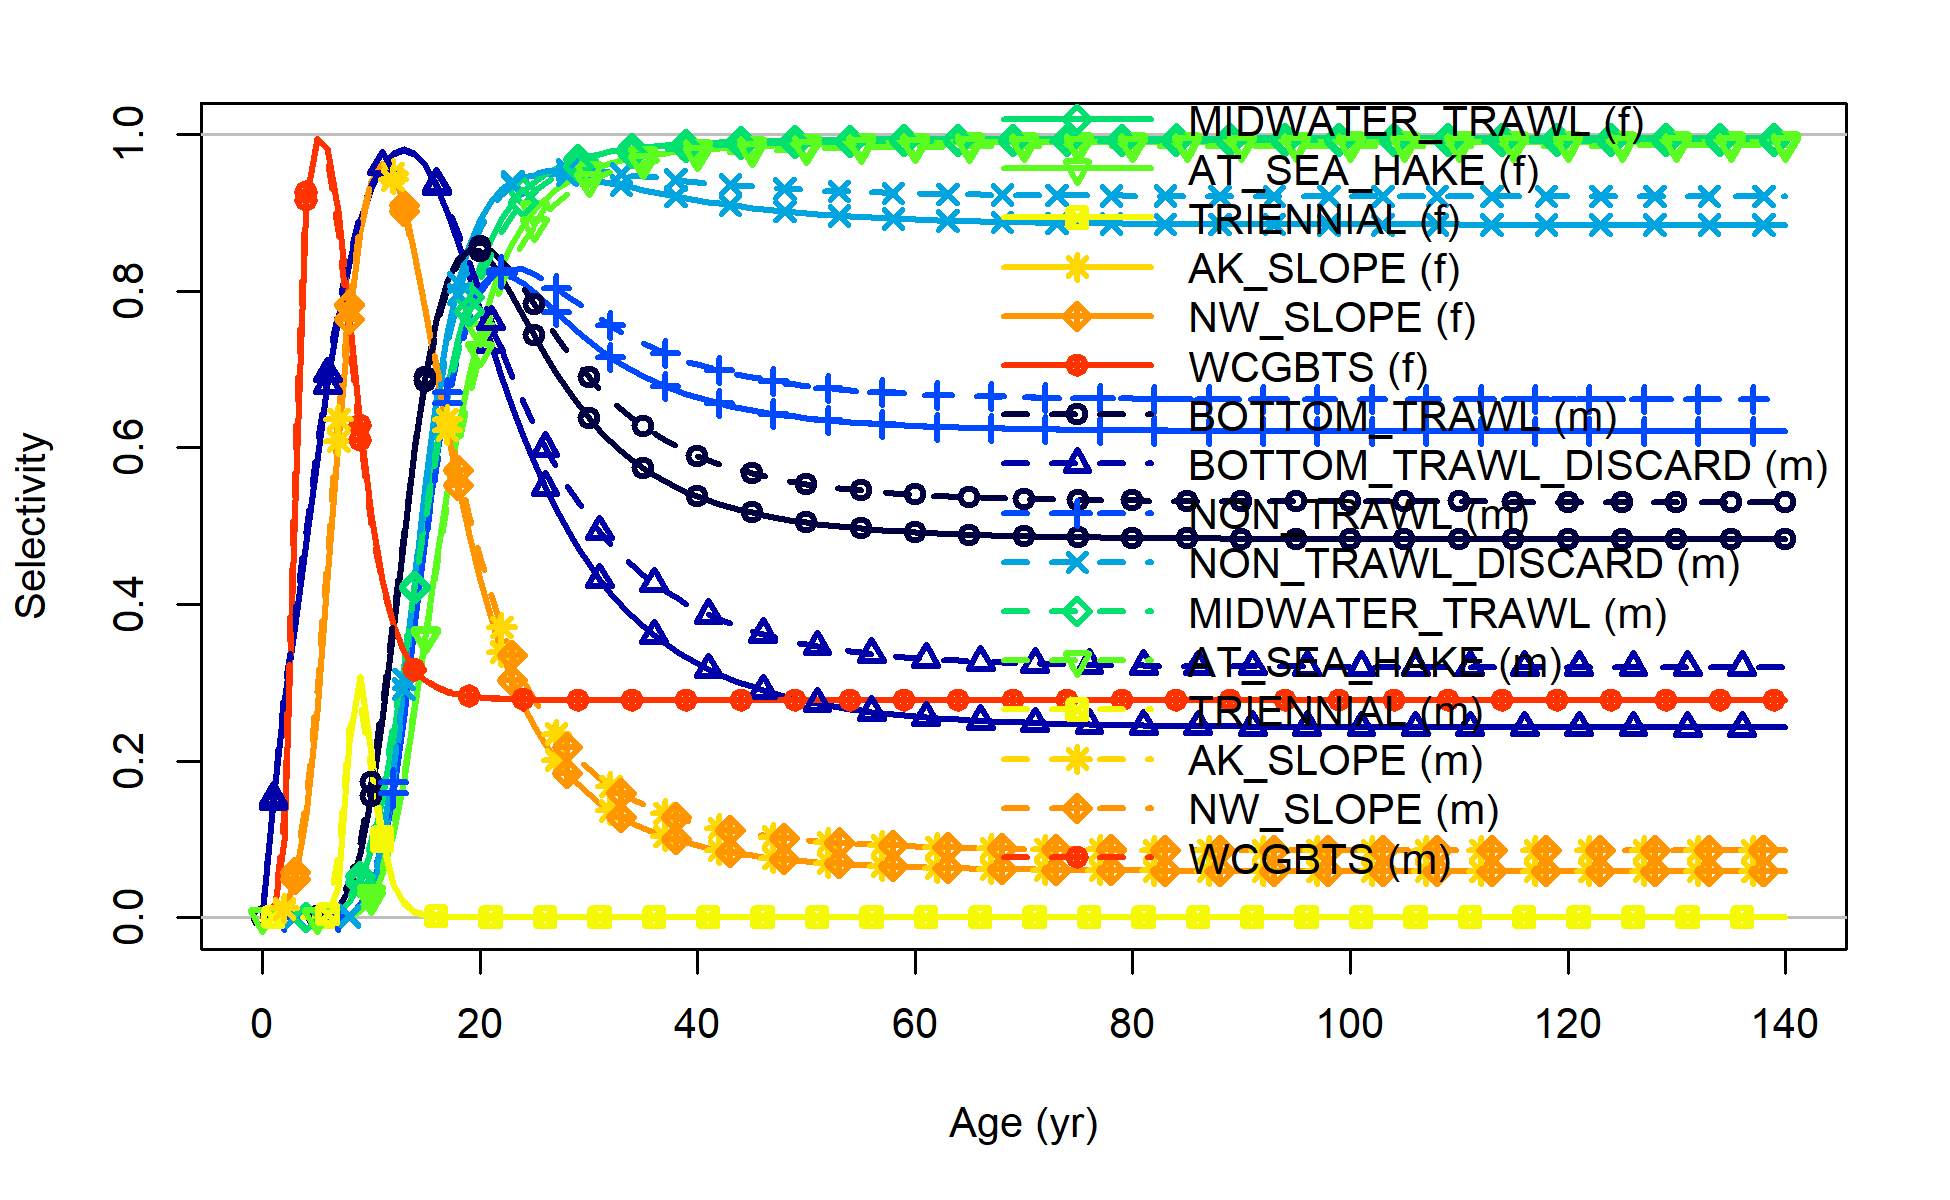 MIDWATER_TRAWL (f)
AT_SEA_HAKE (f)
TRIENNIAL (f)
AK_SLOPE (f)
NW_SLOPE (f)
WCGBTS (f)
BOTTOM_TRAWL (m)
BOTTOM_TRAWL_DISCARD (m)
NON_TRAWL (m)
NON_TRAWL_DISCARD (m)
MIDWATER_TRAWL (m)
AT_SEA_HAKE (m)
TRIENNIAL (m)
AK_SLOPE (m)
NW_SLOPE (m)
WCGBTS (m)
Selectivity
1.0
0.8
0.6
0.4
0.2
0.0
0 20 40 60 80 100 120 140
Age (yr)